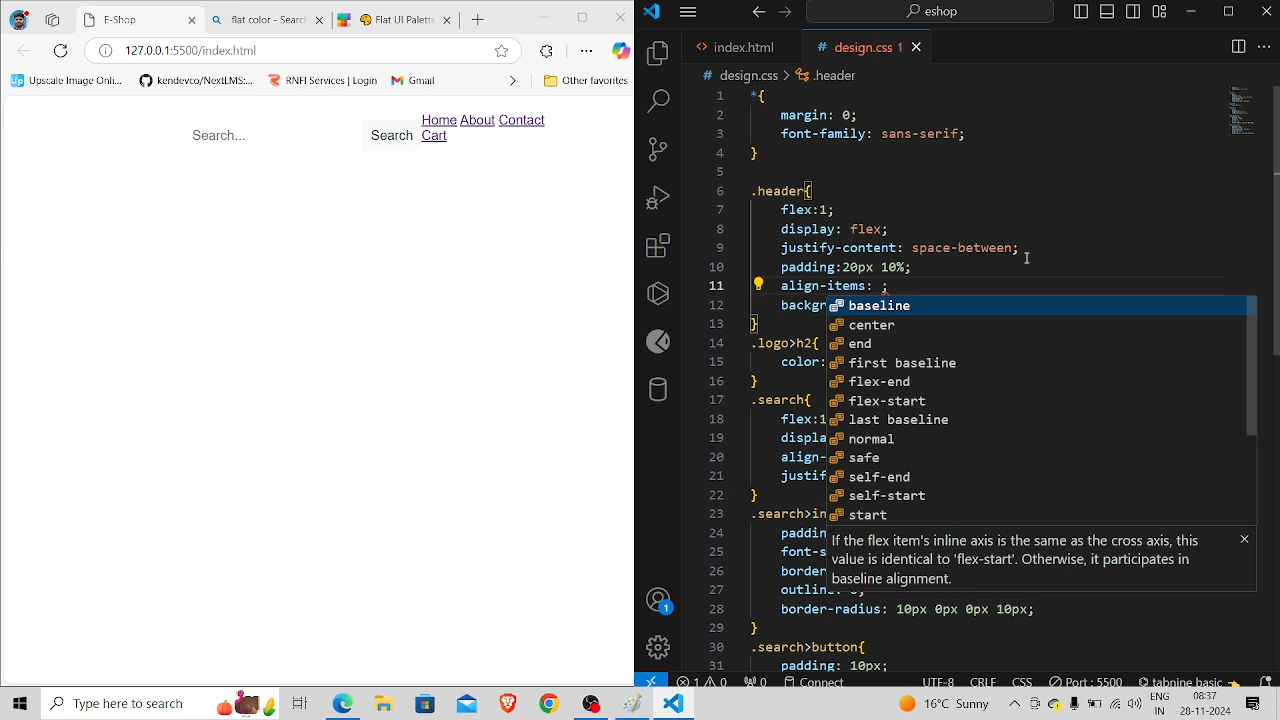 E-Shop
flat color - Search
Flat UI Palette
127.0.0.1:5500/index.html
Upscale Image Onli...
kendevco/NextLMS:...
RNFI Services | Login
Gmail
Other favorites
Search...
Search
Home About Contact
Cart
eshop
index.html
design.css 1
design.css > .header
1 *{
2 margin: 0;
3 font-family: sans-serif;
4 }
5
6 .header{
7 flex:1;
8 display: flex;
9 justify-content: space-between;
10 padding:20px 10%;
11 align-items: ;
12 backgr
13 }
14 .logo>h2{
15 color:
16 }
17 .search{
18 flex:1
19 displa
20 align-
21 justif
22 }
23 .search>in
24 paddin
25 font-s
26 border
27 outline: 0;
28 border-radius: 10px 0px 0px 10px;
29 }
30 .search>button{
31 padding: 10px;
baseline
center
end
first baseline
flex-end
flex-start
last baseline
normal
safe
self-end
self-start
start
If the flex item's inline axis is the same as the cross axis, this
value is identical to 'flex-start'. Otherwise, it participates in
baseline alignment.
1
1 0 0 Connect UTF-8 CRLF CSS Port: 5500 tabnine basic
Type here to search
16°C Sunny
ENG
IN
28-11-2024